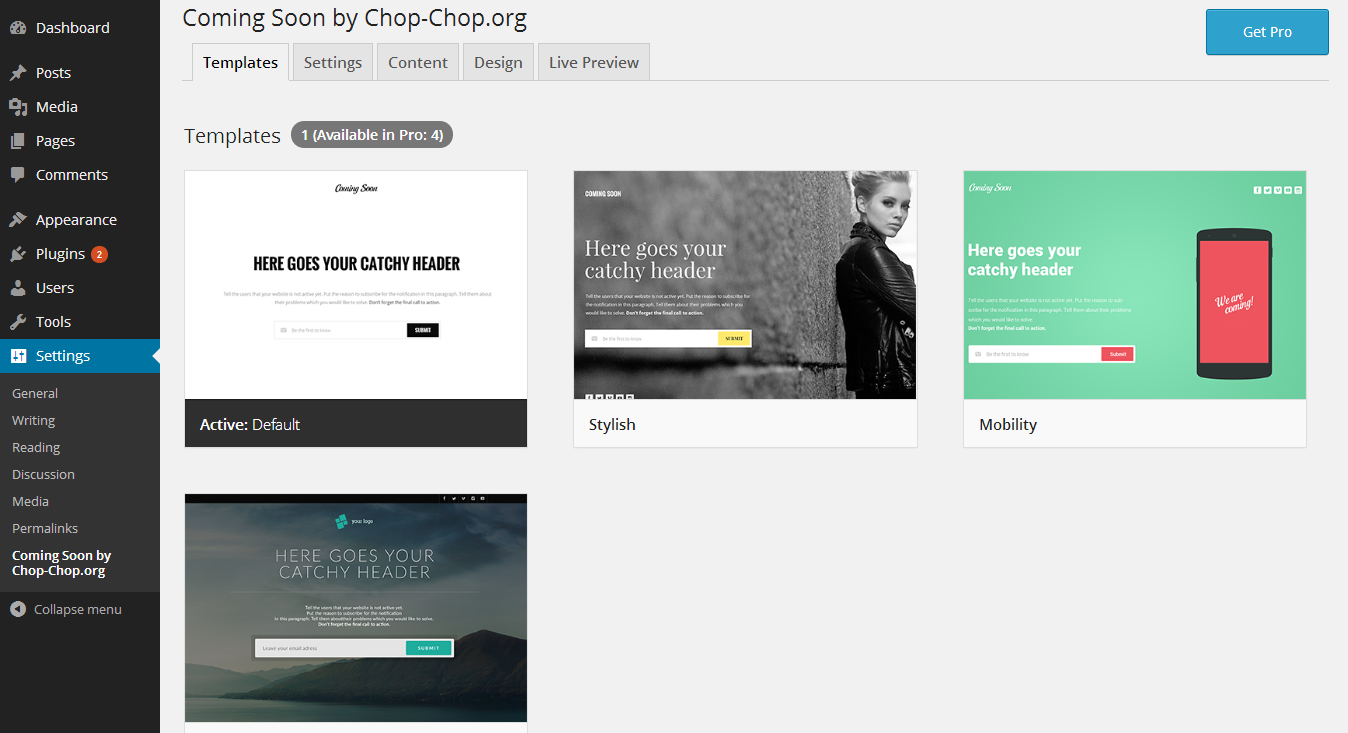 Dashboard
Posts
Media
Pages
Comments
Appearance
Plugins 2
Users
Tools
Settings
General
Writing
Reading
Discussion
Media
Permalinks
Coming Soon by
Chop-Chop.org
Collapse menu
Coming Soon by Chop-Chop.org
Get Pro
Templates
Settings
Content
Design
Live Preview
Templates 1 (Available in Pro: 4)
Coming Soon
HERE GOES YOUR CATCHY HEADER
Tell the users that your website is not active yet. Put the reason to subscribe for the notification in this paragraph. Tell them about
their problems which you would like to solve. Don't forget the final call to action.
Be the first to know
SUBMIT
Active: Default
COMING SOON
Here goes your
catchy header
Tell the users that your website is not active yet. Put the reason to subscribe for
the notification in this paragraph. Tell them about their problems which you
would like to solve. Don't forget the final call to action.
Be the first to know
SUBMIT
Stylish
Coming Soon
Here goes your
catchy header
Tell the users that your website is not active yet. Put the reason to sub
scribe for the notification in this paragraph. Tell them about their problems
which you would like to solve.
Don't forget the final call to action.
Be the first to know
Submit
We are
coming!
Mobility
your logo
HERE GOES YOUR
CATCHY HEADER
Tell the users that your website is not active yet.
Put the reason to subscribe for the notification
in this paragraph. Tell them abouttheir problems which you would like to solve.
Don't forget the final call to action.
Leave your email adress
SUBMIT